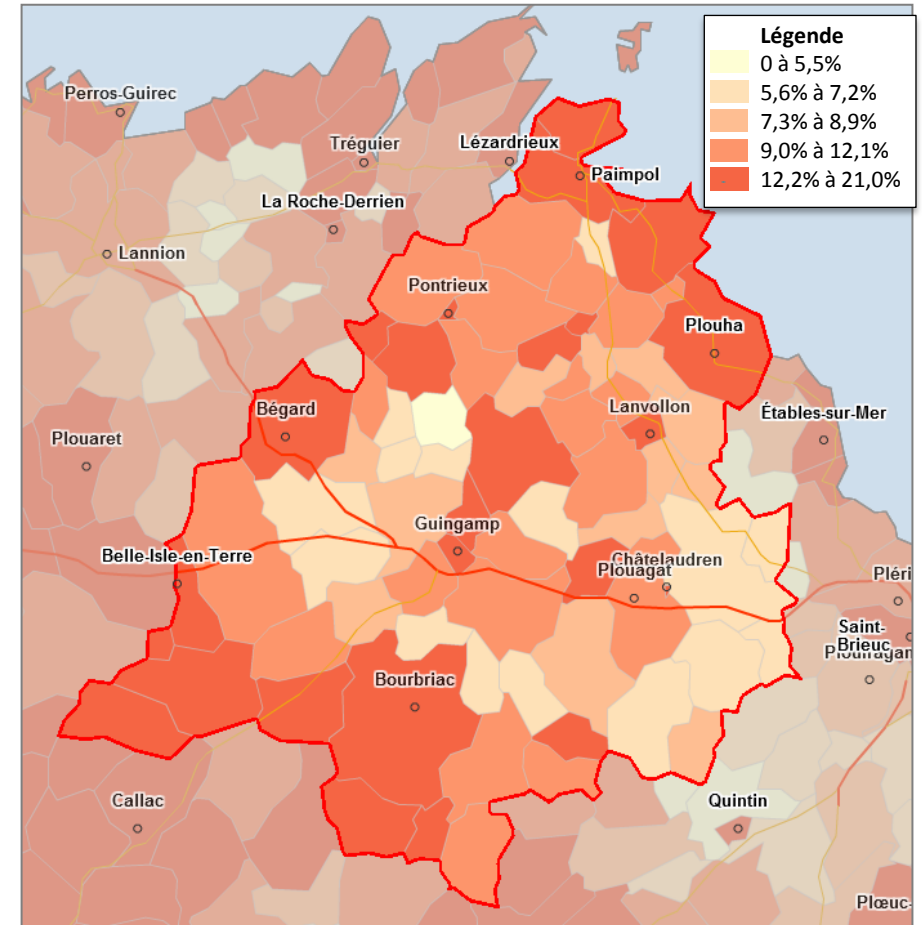 Légende
0 à 5,5%
5,6% à 7,2%
7,3% à 8,9%
9,0% à 12,1%
12,2% à 21,0%
Perros-Guirec
Tréguier
Lézardrieux
Paimpol
La Roche-Derrien
Lannion
Pontrieux
Plouha
Bégard
Lanvollon
Étables-sur-Mer
Plouaret
Guingamp
Belle-Isle-en-Terre
Châtelaudren
Plouagat
Pléri
Saint-
Brieuc
Ploufragan
Bourbriac
Callac
Quintin
Plœuc-